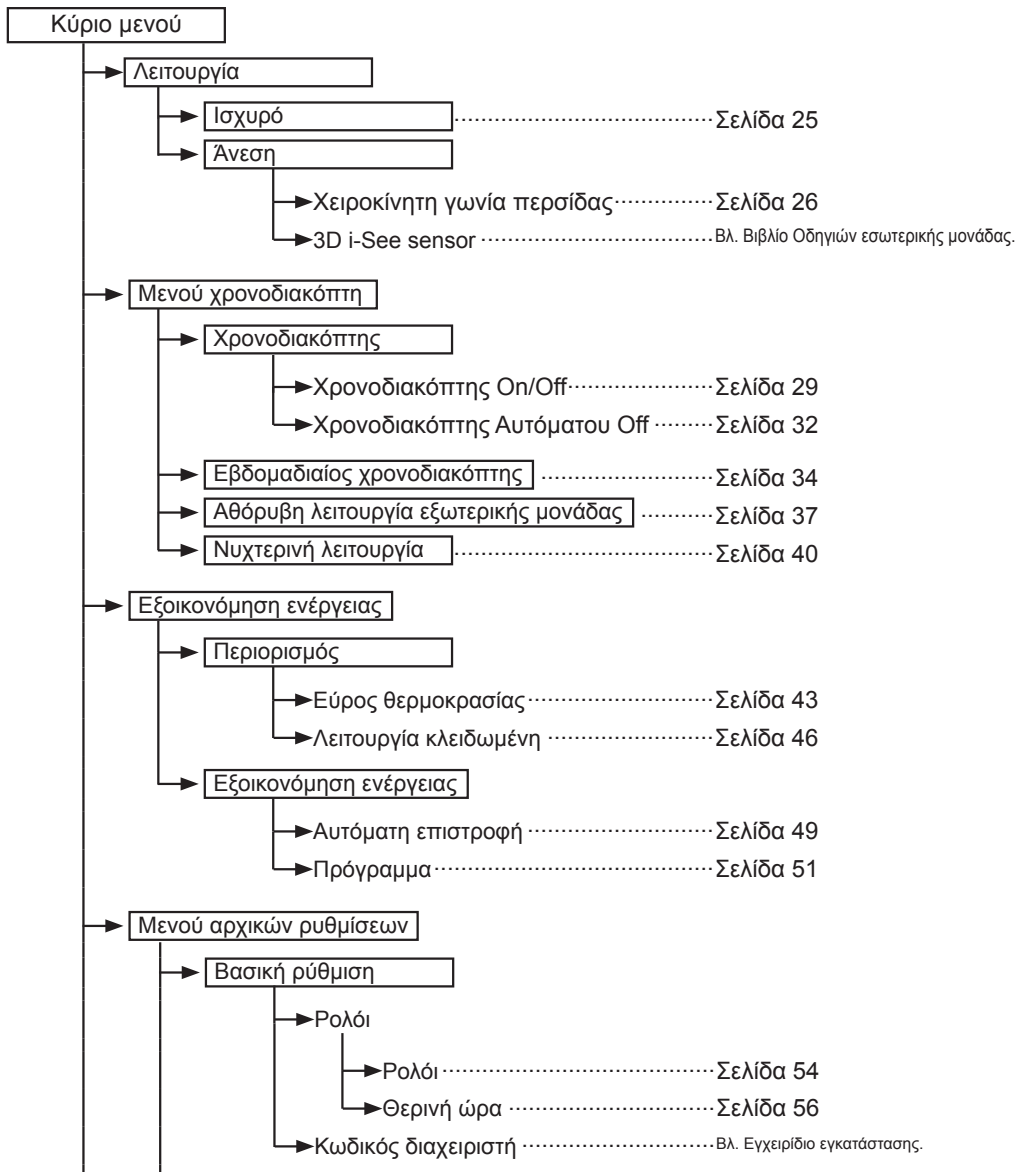 Κύριο μενού
Λειτουργία
Ισχυρό Σελίδα 25
Άνεση
Χειροκίνητη γωνία περσίδας Σελίδα 26
3D i-See sensor Βλ. Βιβλίο Οδηγιών εσωτερικής μονάδας.
Μενού χρονοδιακόπτη
Χρονοδιακόπτης
Χρονοδιακόπτης On/Off Σελίδα 29
Χρονοδιακόπτης Αυτόματου Off Σελίδα 32
Εβδομαδιαίος χρονοδιακόπτης Σελίδα 34
Αθόρυβη λειτουργία εξωτερικής μονάδας Σελίδα 37
Νυχτερινή λειτουργία Σελίδα 40
Εξοικονόμηση ενέργειας
Περιορισμός
Εύρος θερμοκρασίας Σελίδα 43
Λειτουργία κλειδωμένη Σελίδα 46
Εξοικονόμηση ενέργειας
Αυτόματη επιστροφή Σελίδα 49
Πρόγραμμα Σελίδα 51
Μενού αρχικών ρυθμίσεων
Βασική ρύθμιση
Ρολόι
Ρολόι Σελίδα 54
Θερινή ώρα Σελίδα 56
Κωδικός διαχειριστή Βλ. Εγχειρίδιο εγκατάστασης.